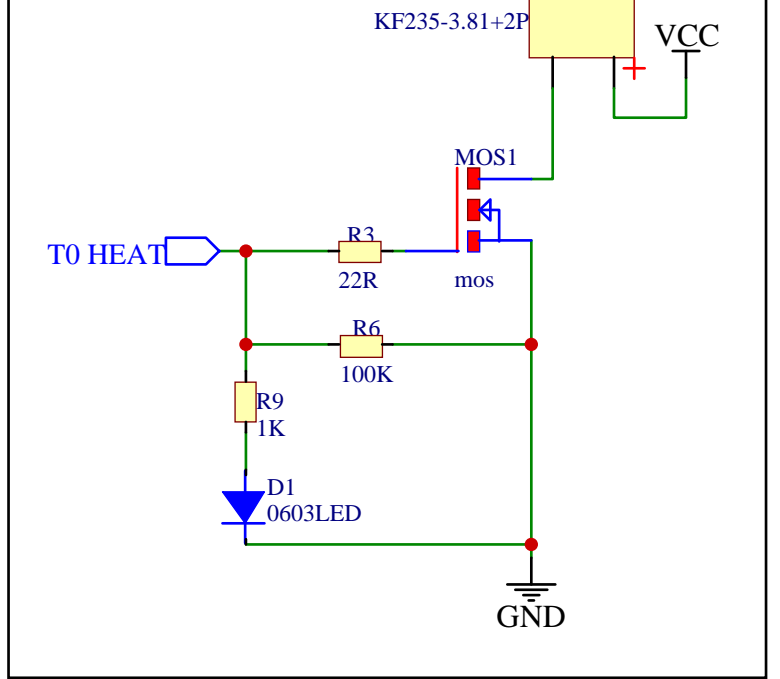 KF235-3.81+2P
VCC
MOS1
T0 HEAT
R3
22R
mos
R6
100K
R9
1K
D1
0603LED
GND